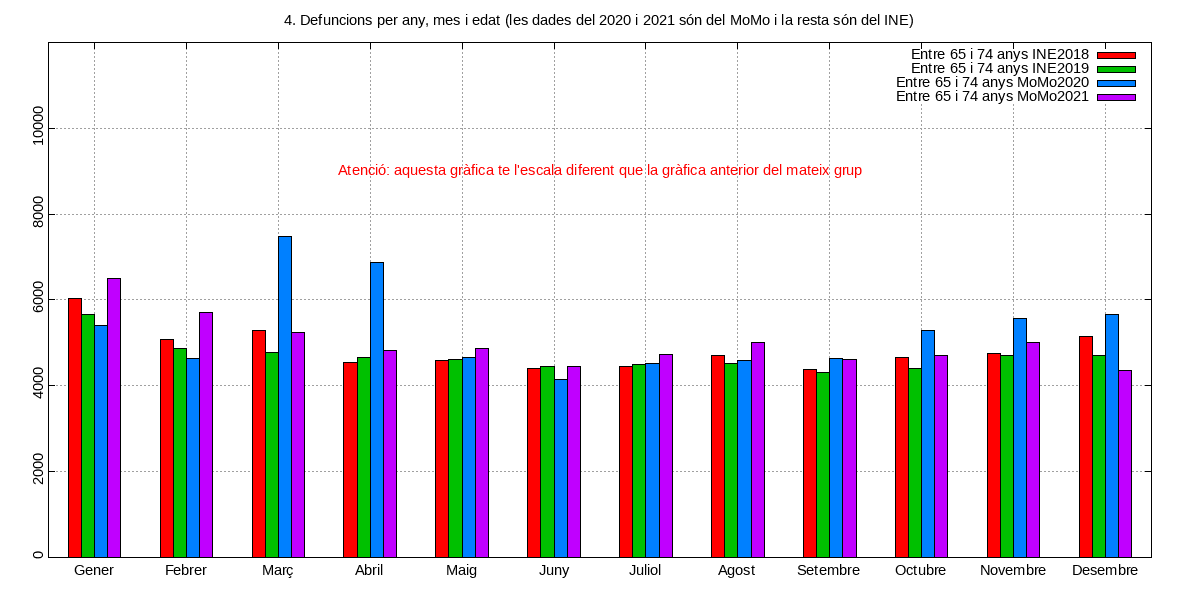 4. Defuncions per any, mes i edat (les dades del 2020 i 2021 són del MoMo i la resta són del INE)
Entre 65 i 74 anys INE2018
Entre 65 i 74 anys INE2019
Entre 65 i 74 anys MoMo2020
Entre 65 i 74 anys MoMo2021
Atenció: aquesta gràfica te l'escala diferent que la gràfica anterior del mateix grup
10000
8000
6000
4000
2000
0
Gener Febrer Març Abril Maig Juny Juliol Agost Setembre Octubre Novembre Desembre